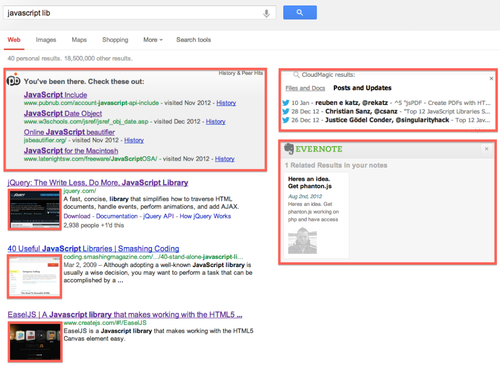 javascript lib
Web Images Maps Shopping More Search tools
40 personal results. 18,500,000 other results.
History & Peer Hits
You've been there. Check these out:
JavaScript Include
www.pubnub.com/account-javascript-api-include - visited Nov 2012 - History
JavaScript Date Object
www.w3schools.com/jsref/jsref_obj_date.asp - visited Dec 2012 - History
Online JavaScript beautifier
jsbeautifier.org/ - visited Nov 2012 - History
JavaScript for the Macintosh
www.latenightsw.com/freeware/JavaScriptOSA/ - visited Nov 2012 - History
jQuery: The Write Less, Do More, JavaScript Library
jquery.com/
A fast, concise, library that simplifies how to traverse HTML
documents, handle events, perform animations, and add AJAX.
Download - Documentation - jQuery API - How jQuery Works
2,938 people +1'd this
40 Useful JavaScript Libraries | Smashing Coding
coding.smashingmagazine.com/.../40-stand-alone-javascript-li...
Mar 2, 2009 – Although adopting a well-known JavaScript library is
usually a wise decision, you may want to perform a task that can be
accomplished by a ...
EaselJS | A Javascript library that makes working with the HTML5 ...
www.createjs.com/#!/EaselJS
EaselJS is a Javascript library that makes working with the HTML5
Canvas element easy.
CloudMagic results:
Files and Docs Posts and Updates
10 Jan - reuben e katz, @rekatz - ^S "jsPDF - Create PDFs with HT
28 Dec 12 - Christian Sanz, @csanz - "Top 12 JavaScript Libraries S
26 Dec 12 - Justice Gödel Conder, @singularityhack - Top 12 Jav
EVERNOTE
1 Related Results in your notes
Heres an idea.
Get phanton.js
Aug 2nd, 2012
Heres an idea. Get
phanton.js working on
php and have access